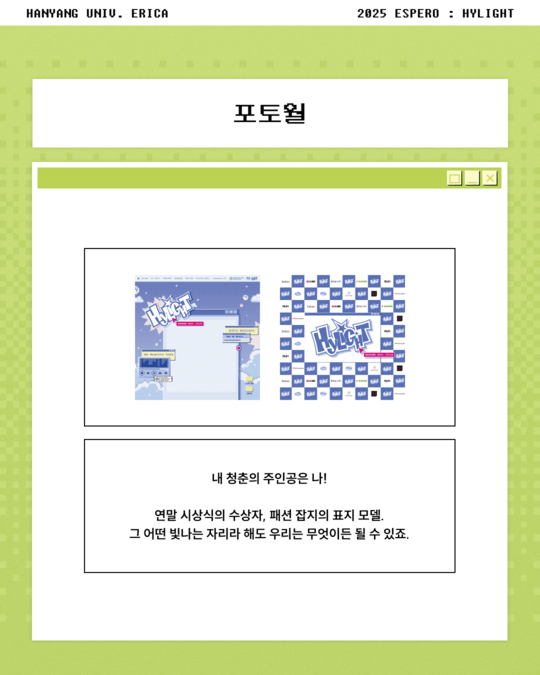 HANYANG UNIV. ERICA
2025 ESPERO : HYLIGHT
포토월
HYLIGHT
HYLIGHT
내 청춘의 주인공은 나!
연말 시상식의 수상자, 패션 잡지의 표지 모델.
그 어떤 빛나는 자리라 해도 우리는 무엇이든 될 수 있죠.